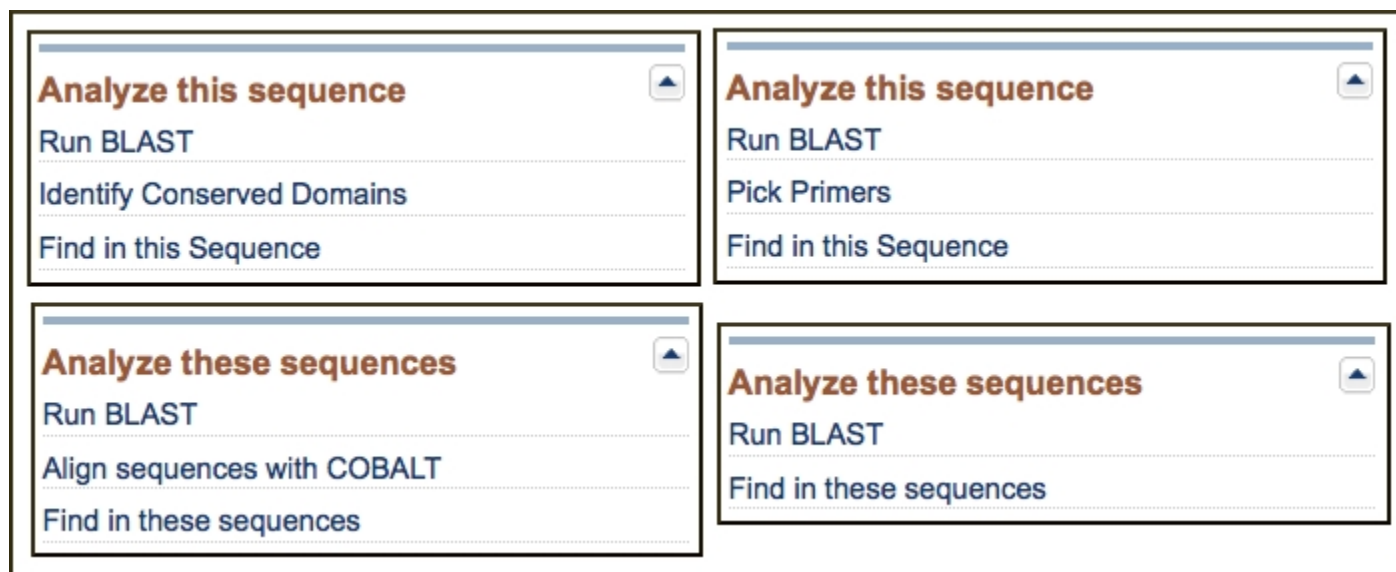 Analyze this sequence
Run BLAST
Identify Conserved Domains
Find in this Sequence
Analyze this sequence
Run BLAST
Pick Primers
Find in this Sequence
Analyze these sequences
Run BLAST
Align sequences with COBALT
Find in these sequences
Analyze these sequences
Run BLAST
Find in these sequences